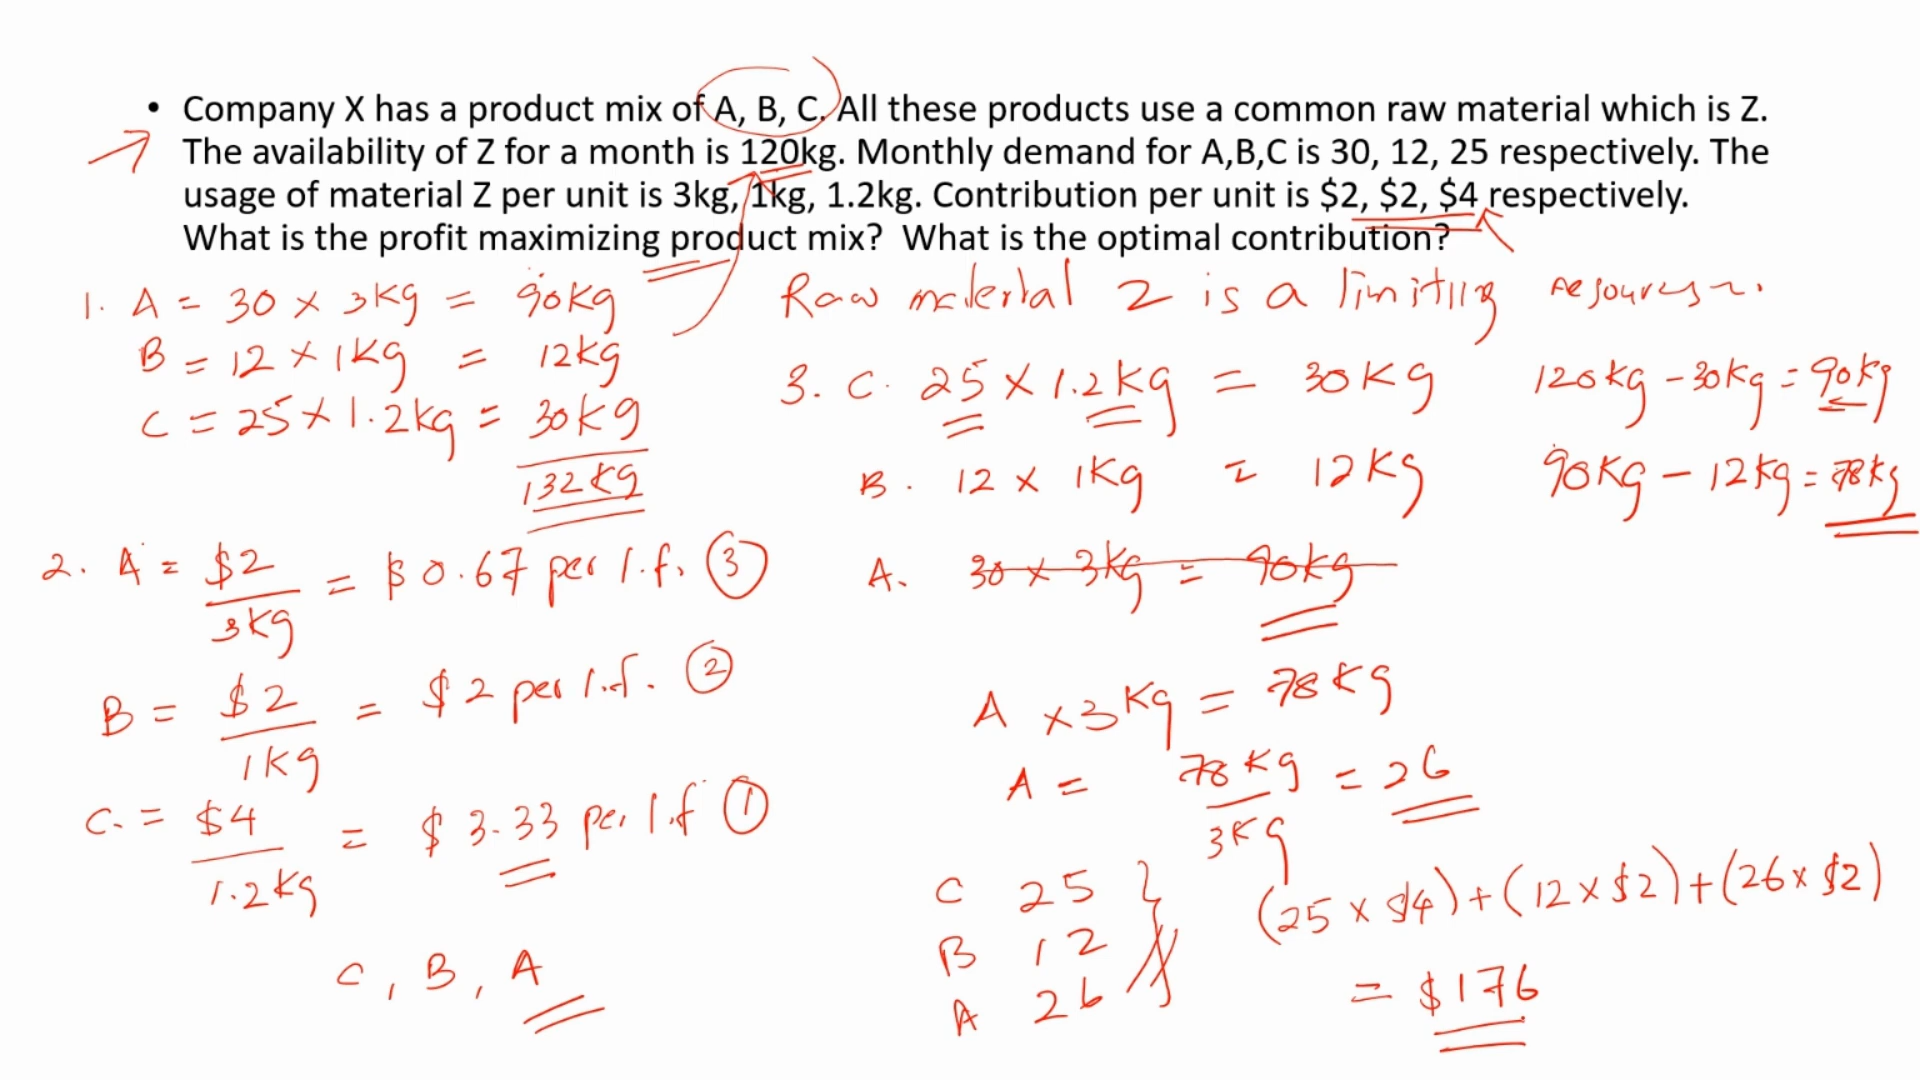 • Company X has a product mix of A, B, C. All these products use a common raw material which is Z.
The availability of Z for a month is 120kg. Monthly demand for A,B,C is 30, 12, 25 respectively. The
usage of material Z per unit is 3kg, 1kg, 1.2kg. Contribution per unit is $2, $2, $4 respectively.
What is the profit maximizing product mix? What is the optimal contribution?
1. A = 30 × 3Kg = 90Kg
B = 12 × 1Kg = 12kg
C = 25 × 1.2kg = 30kg
132kg
2. A = $2 / 3kg = $0.67 per l.f. ③
B = $2 / 1kg = $2 per l.f. ②
C. = $4 / 1.2kg = $3.33 per l.f ①
C, B, A
Raw material Z is a limiting
3. C. 25 × 1.2kg = 30Kg 120kg - 30kg = 90kg
B. 12 × 1Kg = 12Kg 90Kg - 12kg = 78kg
A. 30 × 3kg = 90kg
A × 3Kg = 78Kg
A = 78Kg / 3Kg = 26
C 25
B 12
A 26
(25 × $4) + (12 × $2) + (26 × $2)
= $176